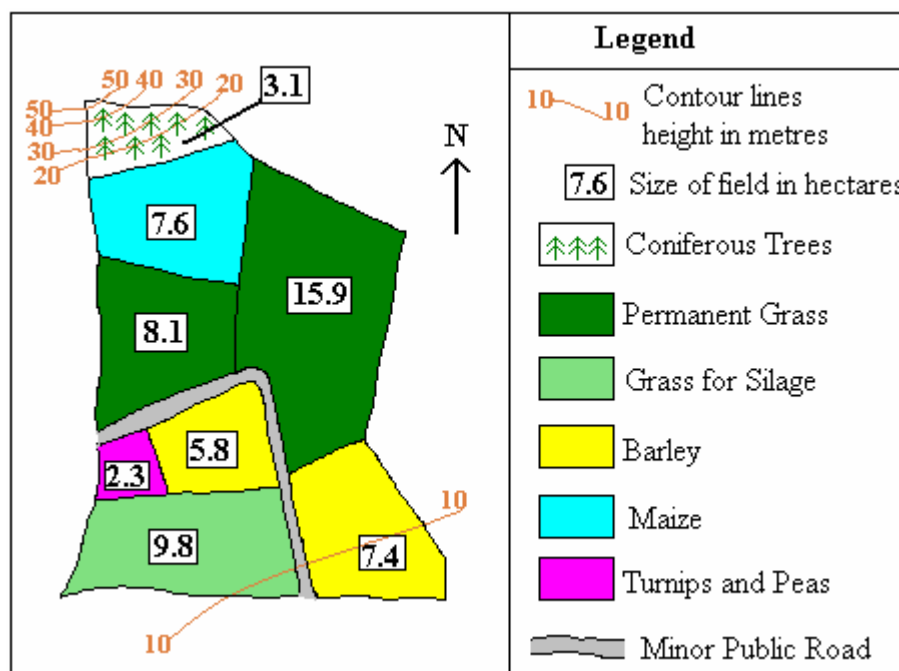 50 40 30 20
50
40
30
20
3.1
N
7.6
15.9
8.1
5.8
2.3
9.8
7.4
10
10
Legend
10 10 Contour lines
height in metres
7.6 Size of field in hectares
Coniferous Trees
Permanent Grass
Grass for Silage
Barley
Maize
Turnips and Peas
Minor Public Road